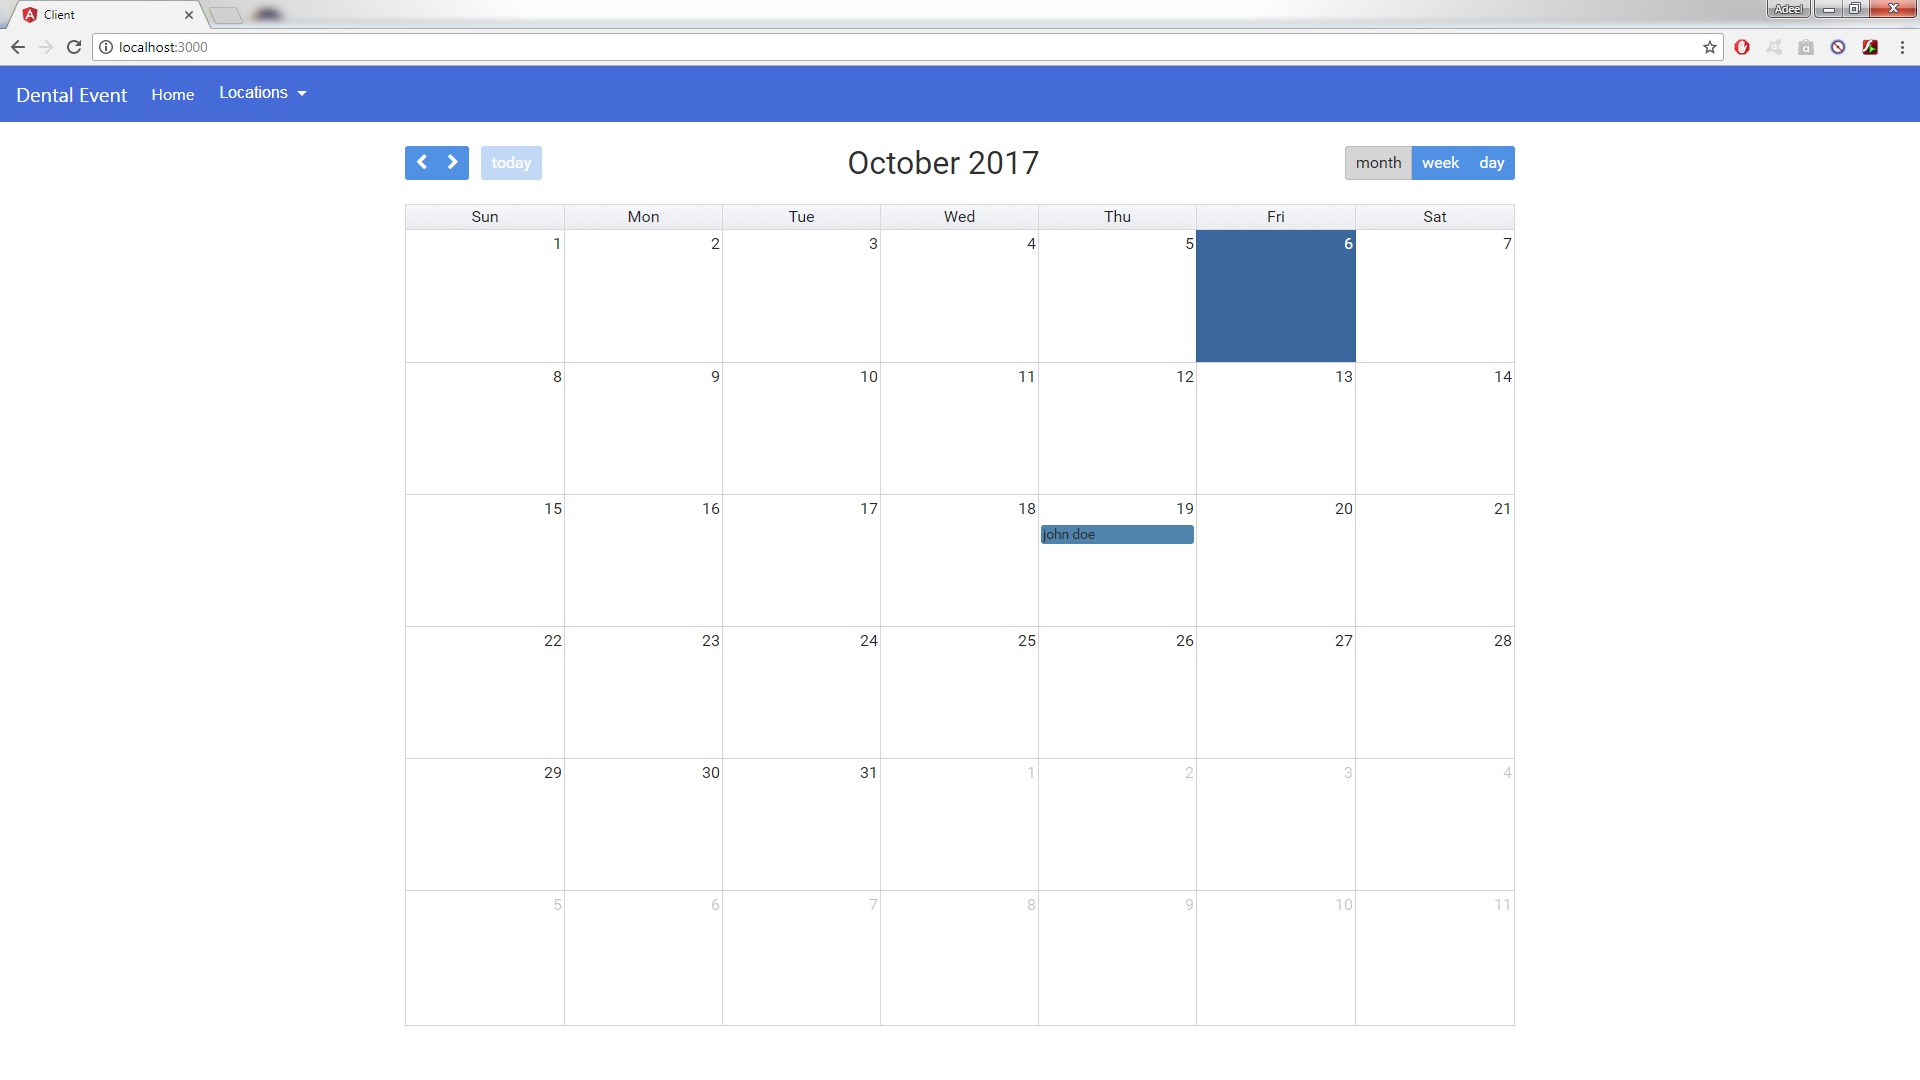 Client
Adeel
localhost:3000
Dental Event Home Locations
today October 2017 month week day
Sun Mon Tue Wed Thu Fri Sat
1 2 3 4 5 6 7
8 9 10 11 12 13 14
15 16 17 18 19 20 21
john doe
22 23 24 25 26 27 28
29 30 31 1 2 3 4
5 6 7 8 9 10 11